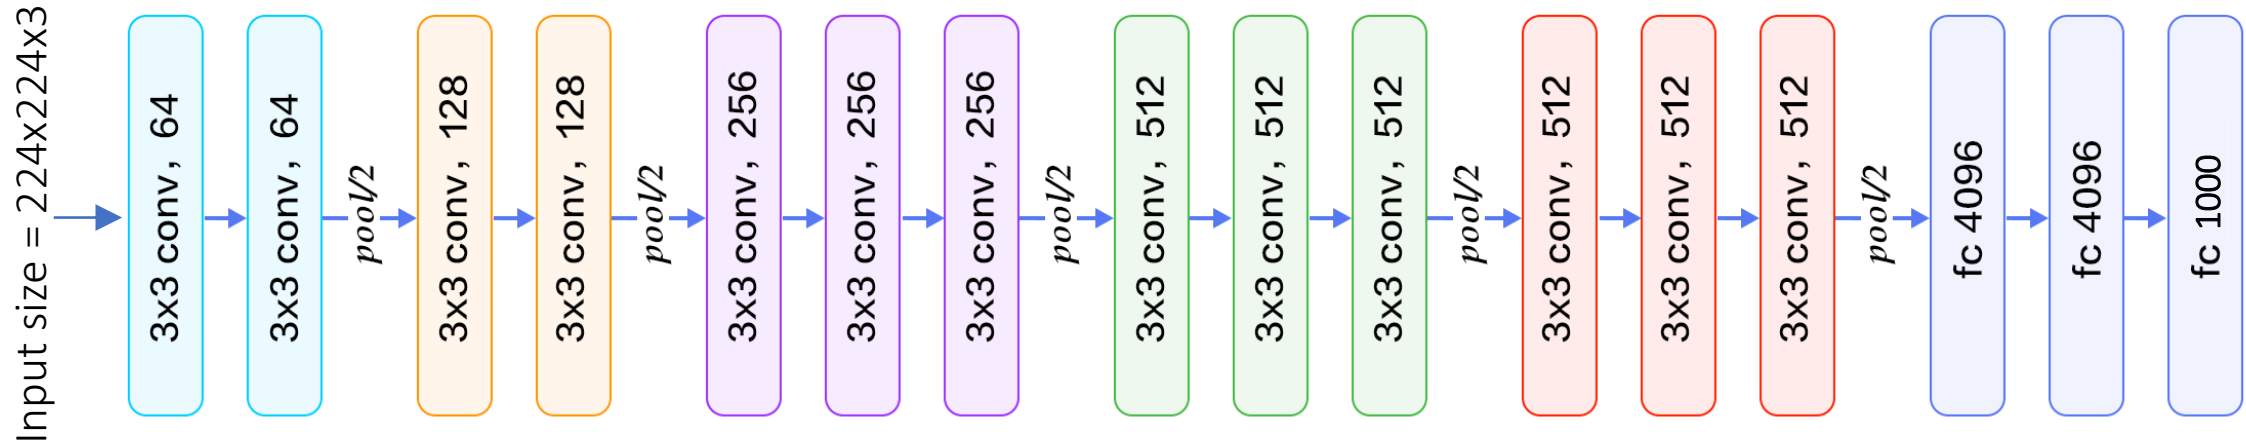 Input size = 224x224x3
3x3 conv, 64
3x3 conv, 64
pool/2
3x3 conv, 128
3x3 conv, 128
pool/2
3x3 conv, 256
3x3 conv, 256
3x3 conv, 256
pool/2
3x3 conv, 512
3x3 conv, 512
3x3 conv, 512
pool/2
3x3 conv, 512
3x3 conv, 512
3x3 conv, 512
pool/2
fc 4096
fc 4096
fc 1000